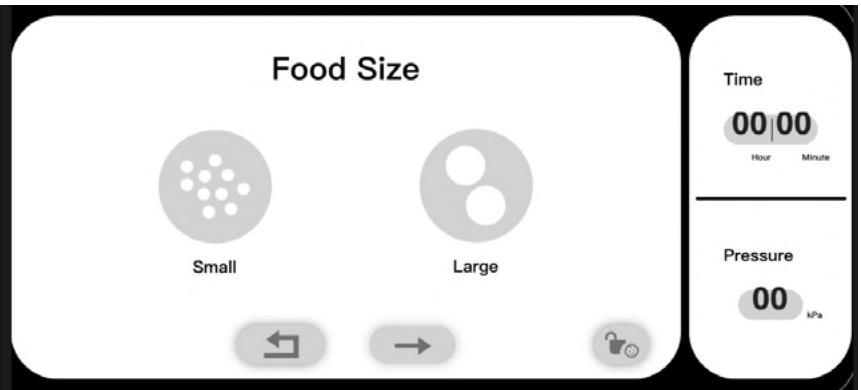 Food Size
Small
Large
Time
00|00
Hour Minute
Pressure
00
kPa